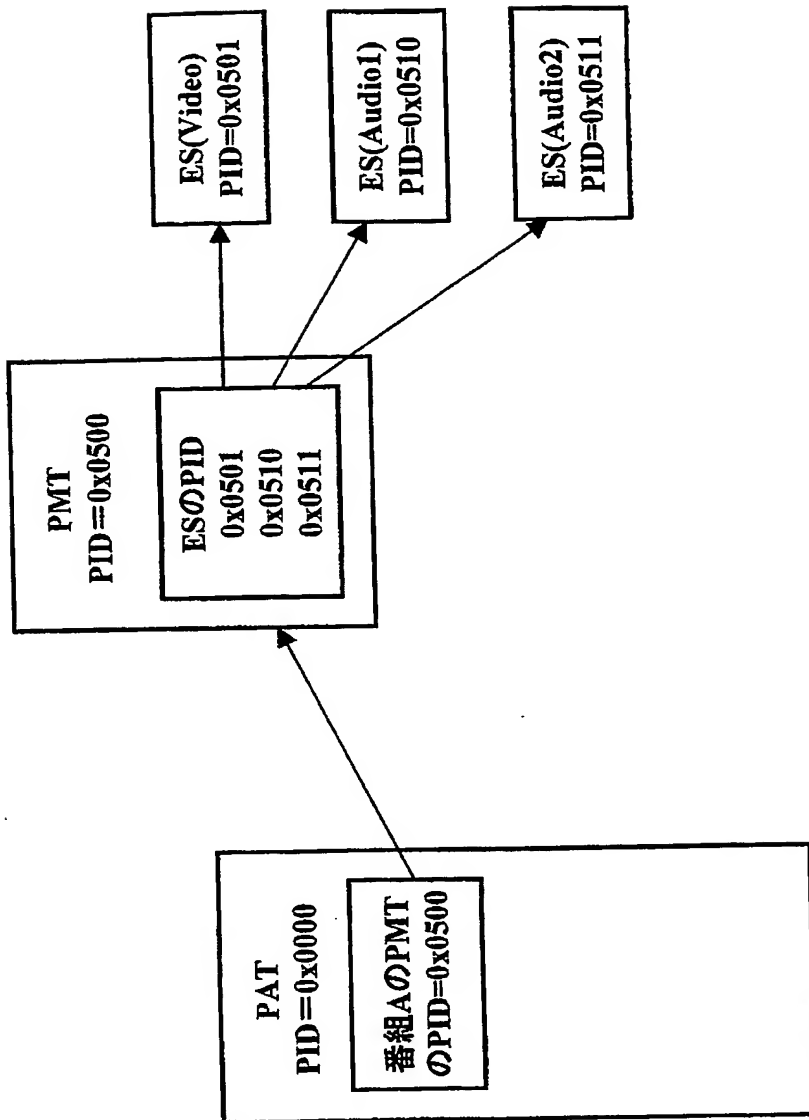 PAT
PID=0x0000
番組AのPMT
のPID=0x0500
PMT
PID=0x0500
ESのPID
0x0501
0x0510
0x0511
ES(Video)
PID=0x0501
ES(Audio1)
PID=0x0510
ES(Audio2)
PID=0x0511